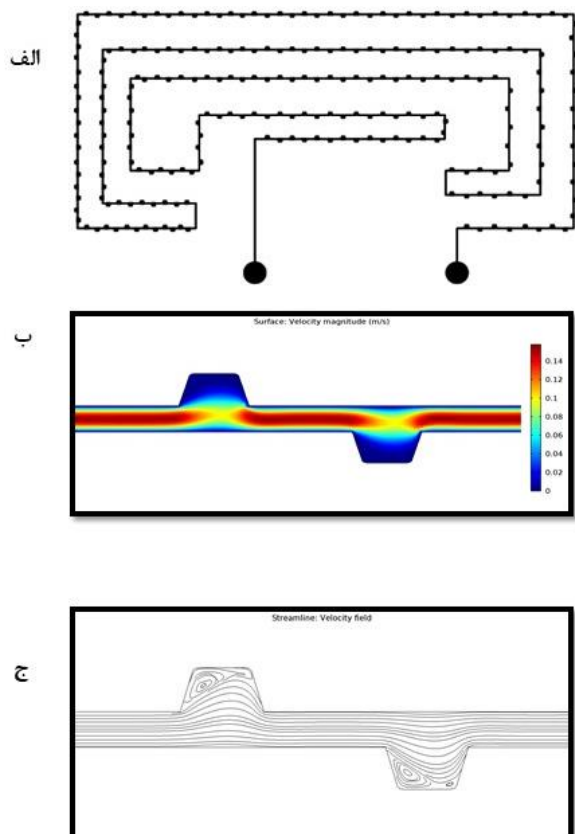 الف
ب
Surface: Velocity magnitude (m/s)
0.14
0.12
0.1
0.08
0.06
0.04
0.02
0
ج
Streamline: Velocity field